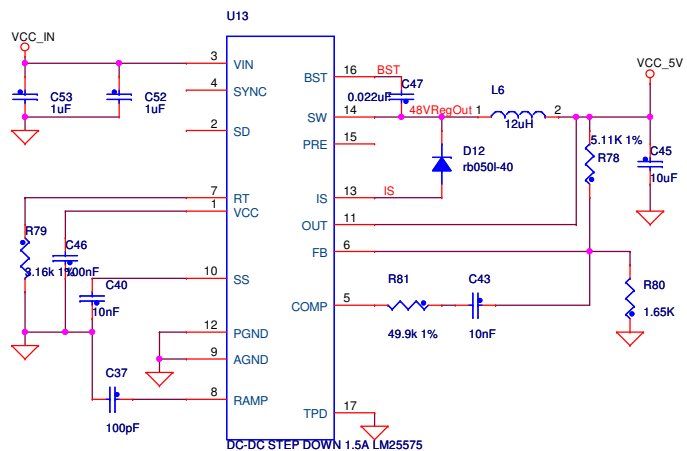 U13
VCC_IN
VCC_5V
3
VIN
4
SYNC
2
SD
7
RT
1
VCC
10
SS
12
PGND
9
AGND
8
RAMP
BST
16
BST
SW
14
48VRegOut
PRE
15
IS
13
IS
OUT
11
FB
6
COMP
5
TPD
17
C53
1uF
C52
1uF
C47
0.022uF
L6
1
2
12uH
D12
rb050l-40
5.11K 1%
R78
C45
10uF
R79
3.16k 1%
C46
100nF
C40
10nF
C37
100pF
R81
49.9k 1%
C43
10nF
R80
1.65K
DC-DC STEP DOWN 1.5A LM25575